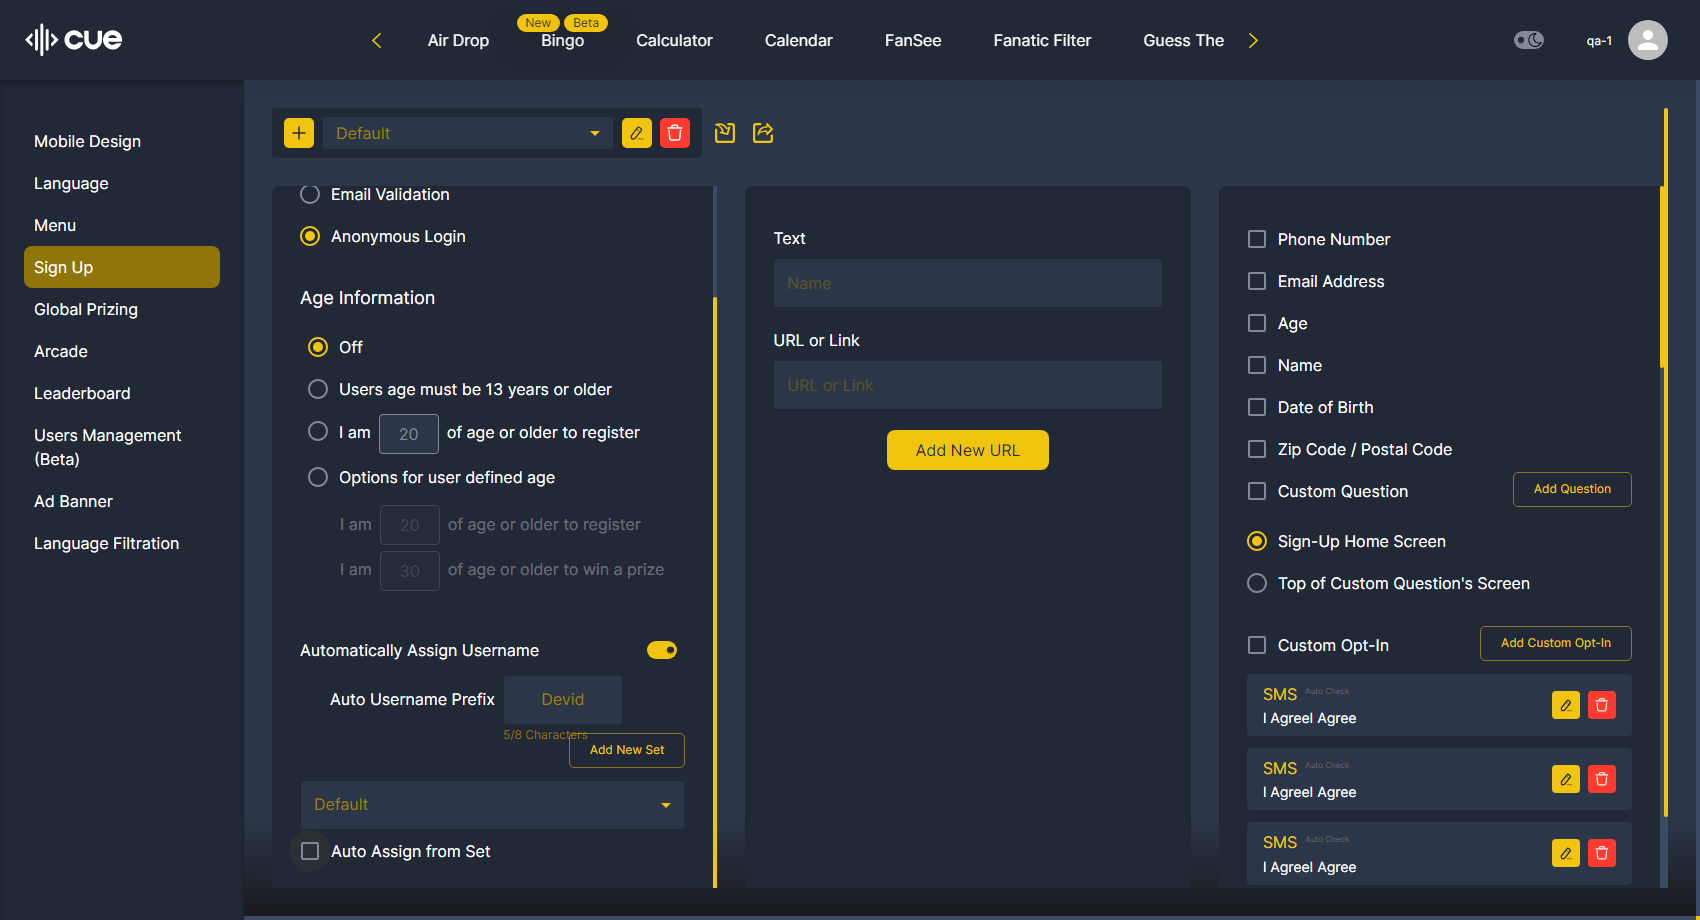 cue
Air Drop
New
Beta
Bingo
Calculator
Calendar
FanSee
Fanatic Filter
Guess The
qa-1
Mobile Design
Language
Menu
Sign Up
Global Prizing
Arcade
Leaderboard
Users Management
(Beta)
Ad Banner
Language Filtration
Default
Email Validation
Anonymous Login
Age Information
Off
Users age must be 13 years or older
I am 20 of age or older to register
Options for user defined age
I am 20 of age or older to register
I am 30 of age or older to win a prize
Automatically Assign Username
Auto Username Prefix Devid
5/8 Characters
Add New Set
Default
Auto Assign from Set
Text
Name
URL or Link
URL or Link
Add New URL
Phone Number
Email Address
Age
Name
Date of Birth
Zip Code / Postal Code
Custom Question Add Question
Sign-Up Home Screen
Top of Custom Question's Screen
Custom Opt-In Add Custom Opt-In
SMS Auto Check
I AgreeI Agree
SMS Auto Check
I AgreeI Agree
SMS Auto Check
I AgreeI Agree